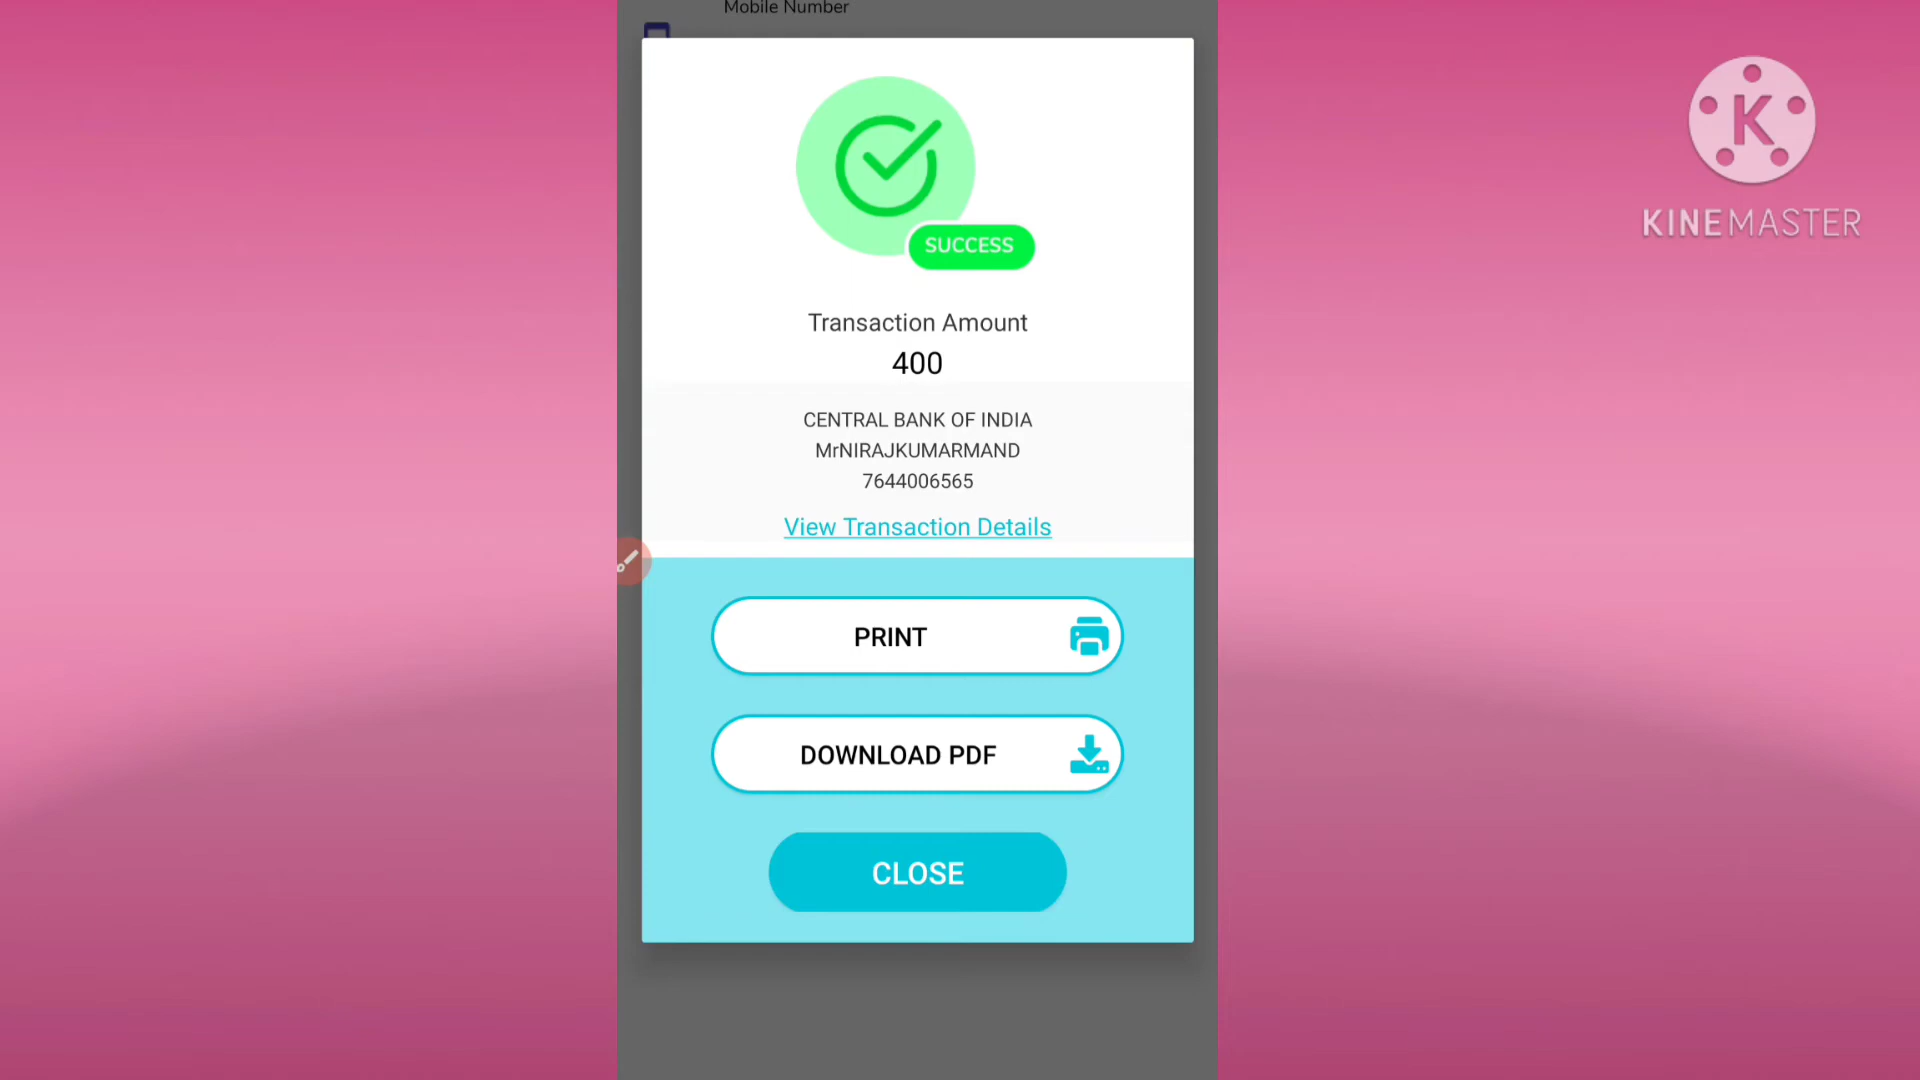 Mobile Number
K
KINEMASTER
SUCCESS
Transaction Amount
400
CENTRAL BANK OF INDIA
MrNIRAJKUMARMAND
7644006565
View Transaction Details
PRINT
DOWNLOAD PDF
CLOSE